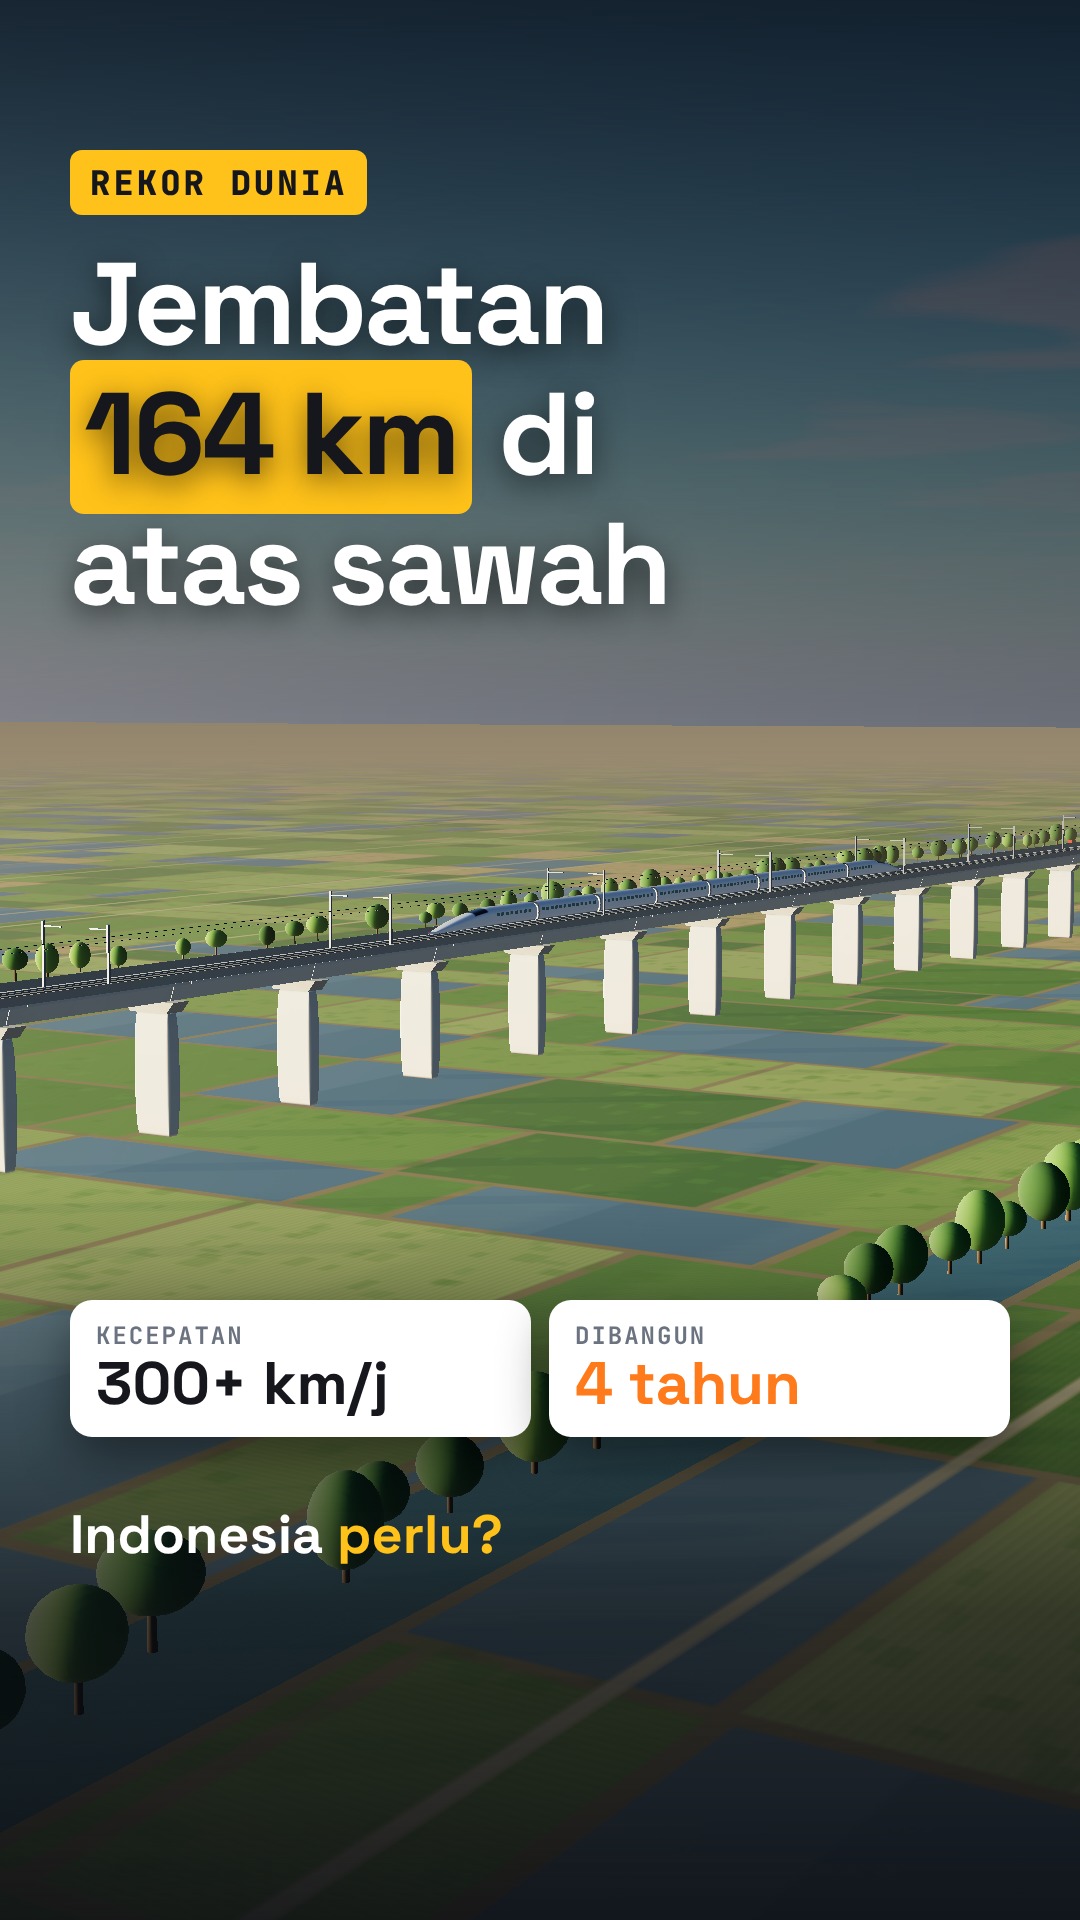 REKOR DUNIA
Jembatan
164 km di
atas sawah
KECEPATAN
300+ km/j
DIBANGUN
4 tahun
Indonesia perlu?